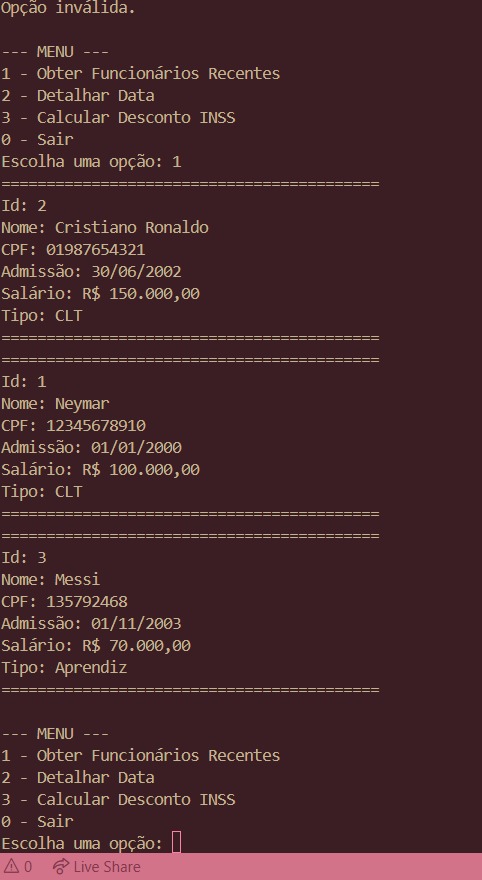 Opção inválida.
--- MENU ---
1 - Obter Funcionários Recentes
2 - Detalhar Data
3 - Calcular Desconto INSS
0 - Sair
Escolha uma opção: 1
==========================================
Id: 2
Nome: Cristiano Ronaldo
CPF: 01987654321
Admissão: 30/06/2002
Salário: R$ 150.000,00
Tipo: CLT
==========================================
==========================================
Id: 1
Nome: Neymar
CPF: 12345678910
Admissão: 01/01/2000
Salário: R$ 100.000,00
Tipo: CLT
==========================================
==========================================
Id: 3
Nome: Messi
CPF: 135792468
Admissão: 01/11/2003
Salário: R$ 70.000,00
Tipo: Aprendiz
==========================================
--- MENU ---
1 - Obter Funcionários Recentes
2 - Detalhar Data
3 - Calcular Desconto INSS
0 - Sair
Escolha uma opção:
0 Live Share